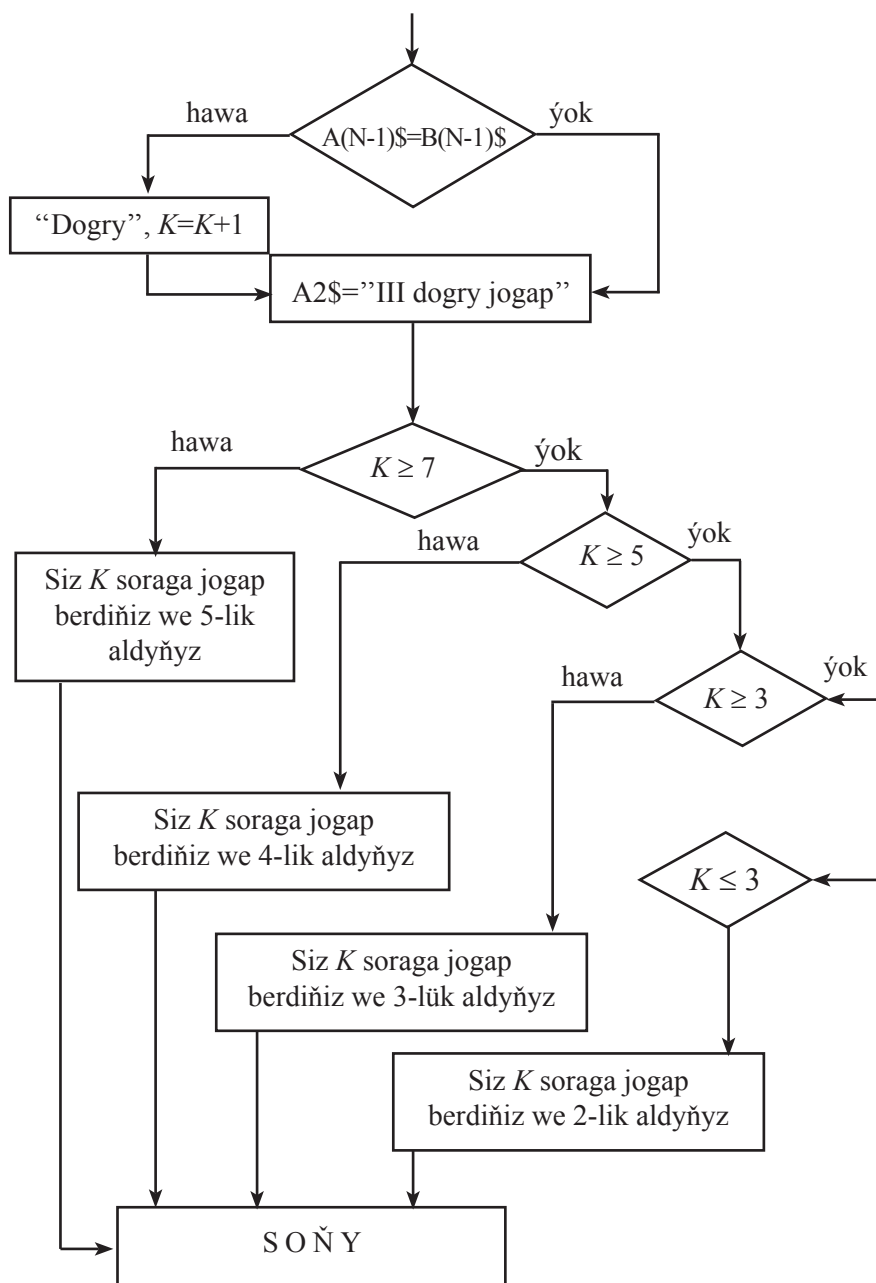 hawa
ýok
A(N-1)$=B(N-1)$
“Dogry”, K=K+1
A2$=”III dogry jogap”
hawa
K ≥ 7
ýok
hawa
K ≥ 5
ýok
Siz K soraga jogap
berdiňiz we 5-lik
aldyňyz
hawa
K ≥ 3
ýok
Siz K soraga jogap
berdiňiz we 4-lik aldyňyz
K ≤ 3
Siz K soraga jogap
berdiňiz we 3-lük aldyňyz
Siz K soraga jogap
berdiňiz we 2-lik aldyňyz
S O Ň Y